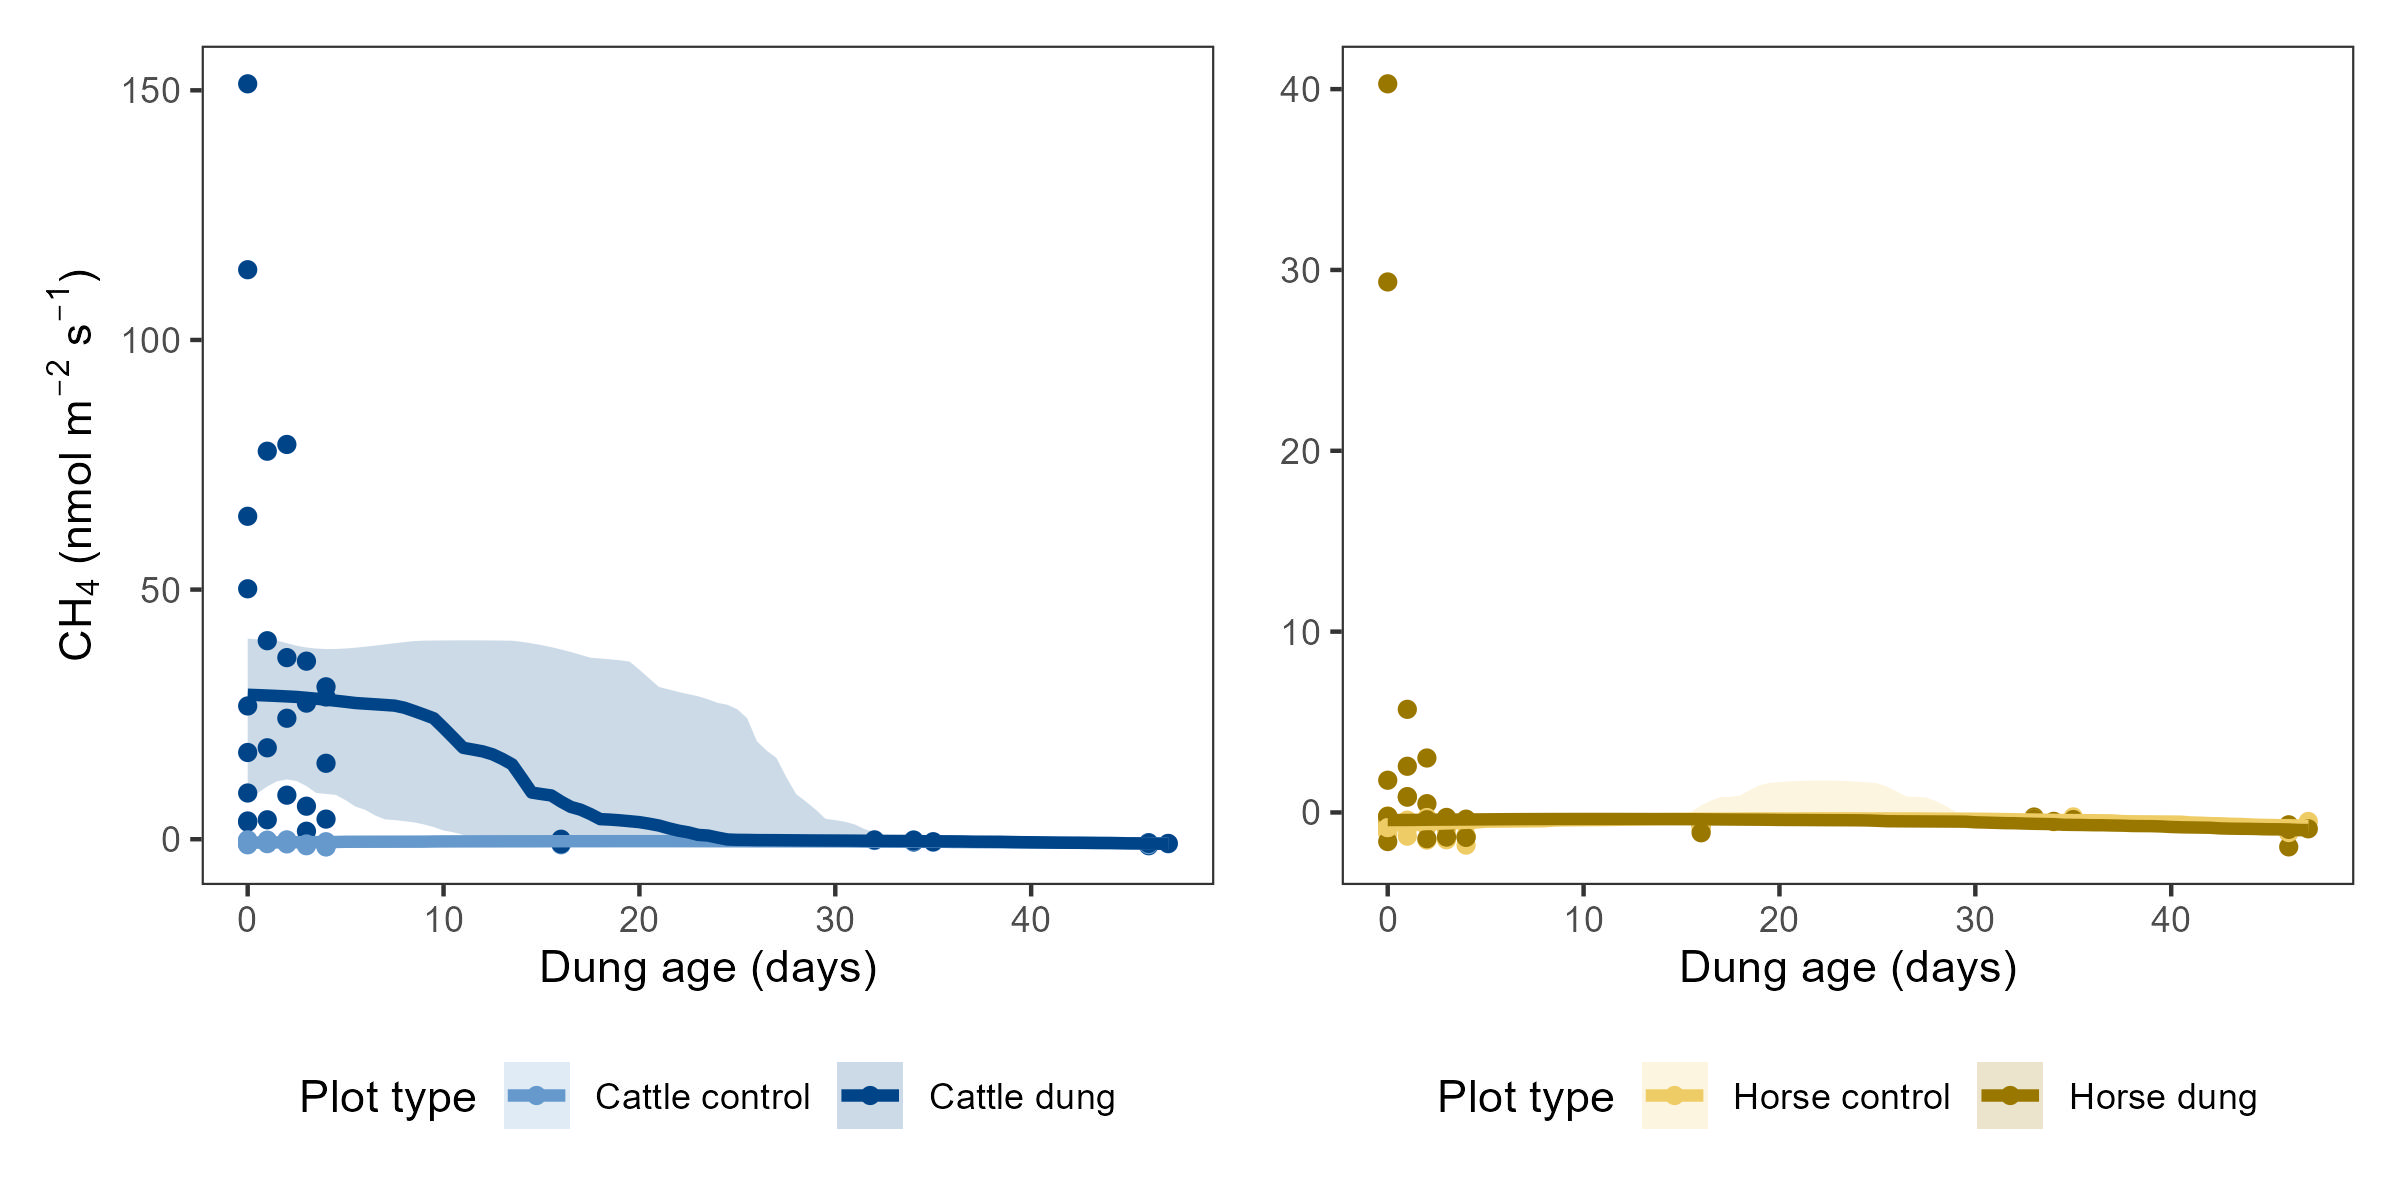 CH₄ (nmol m⁻² s⁻¹)
150
100
50
0
0 10 20 30 40
Dung age (days)
40
30
20
10
0
0 10 20 30 40
Dung age (days)
Plot type Cattle control Cattle dung
Plot type Horse control Horse dung